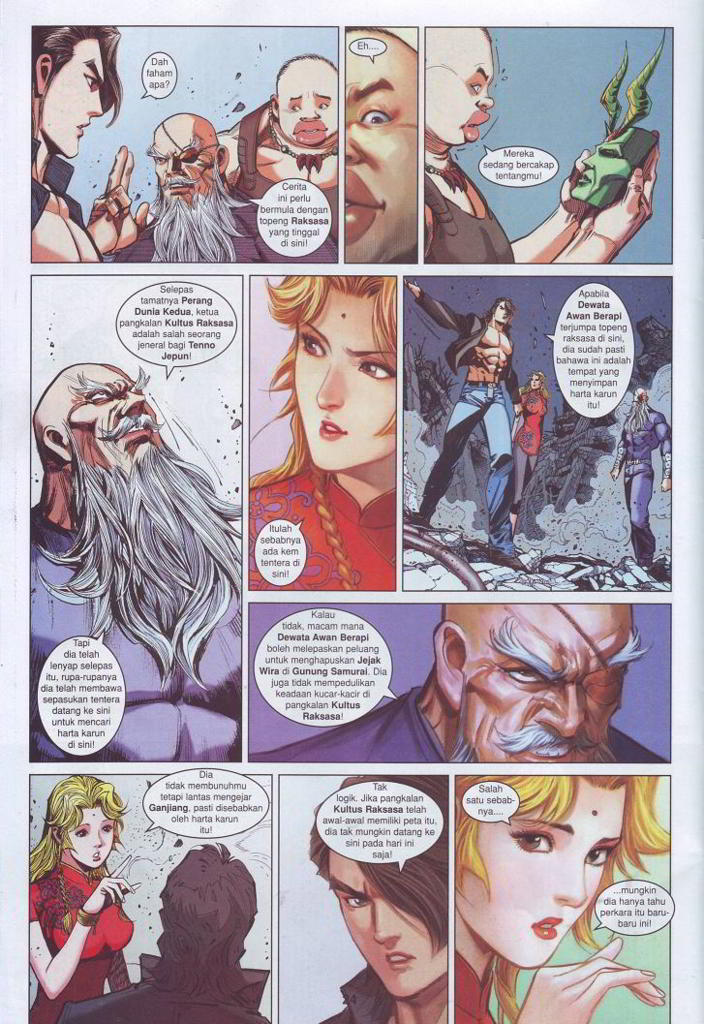 Dah
faham
apa?
Cerita
ini perlu
bermula dengan
topeng Raksasa
yang tinggal
di sini!
Eh....
Mereka
sedang bercakap
tentangmu!
Selepas
tamatnya Perang
Dunia Kedua, ketua
pangkalan Kultus Raksasa
adalah salah seorang
jeneral bagi Tenno
Jepun!
Tapi
dia telah
lenyap selepas
itu, rupa-rupanya
dia telah membawa
sepasukan tentera
datang ke sini
untuk mencari
harta karun
di sini!
Itulah
sebabnya
ada kem
tentera di
sini!
Apabila
Dewata
Awan Berapi
terjumpa topeng
raksasa di sini,
dia sudah pasti
bahawa ini adalah
tempat yang
menyimpan
harta karun
itu!
Kalau
tidak, macam mana
Dewata Awan Berapi
boleh melepaskan peluang
untuk menghapuskan Jejak
Wira di Gunung Samurai. Dia
juga tidak mempedulikan
keadaan kucar-kacir di
pangkalan Kultus
Raksasa!
Dia
tidak membunuhmu
tetapi lantas mengejar
Ganjiang, pasti disebabkan
oleh harta karun
itu!
Tak
logik. Jika pangkalan
Kultus Raksasa telah
awal-awal memiliki peta itu,
dia tak mungkin datang ke
sini pada hari ini
saja!
Salah
satu sebab-
nya....
...mungkin
dia hanya tahu
perkara itu baru-
baru ini!
4